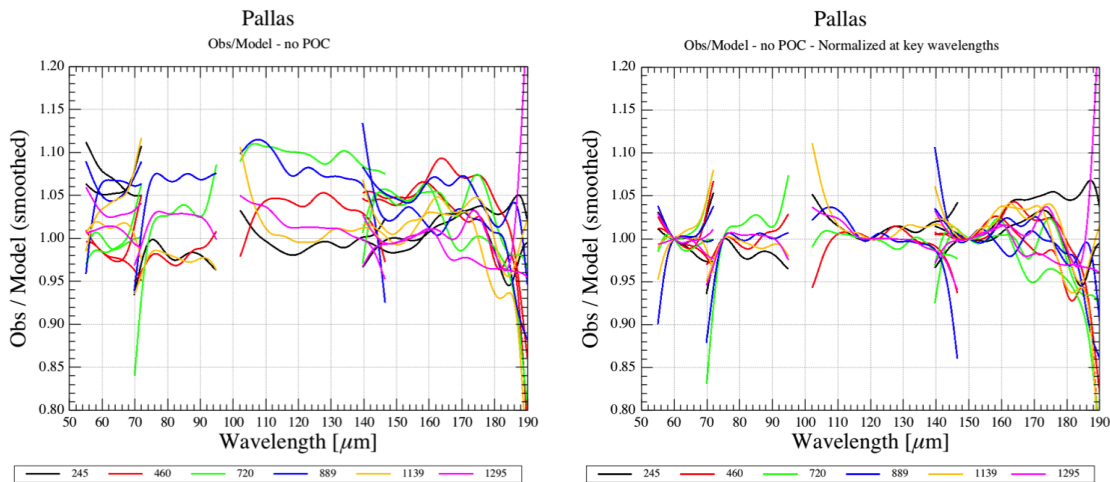 Pallas
Obs/Model - no POC
Obs / Model (smoothed)
1.20
1.15
1.10
1.05
1.00
0.95
0.90
0.85
0.80
50 60 70 80 90 100 110 120 130 140 150 160 170 180 190
Wavelength [μm]
245 460 720 889 1139 1295
Pallas
Obs/Model - no POC - Normalized at key wavelengths
Obs / Model (smoothed)
1.20
1.15
1.10
1.05
1.00
0.95
0.90
0.85
0.80
50 60 70 80 90 100 110 120 130 140 150 160 170 180 190
Wavelength [μm]
245 460 720 889 1139 1295